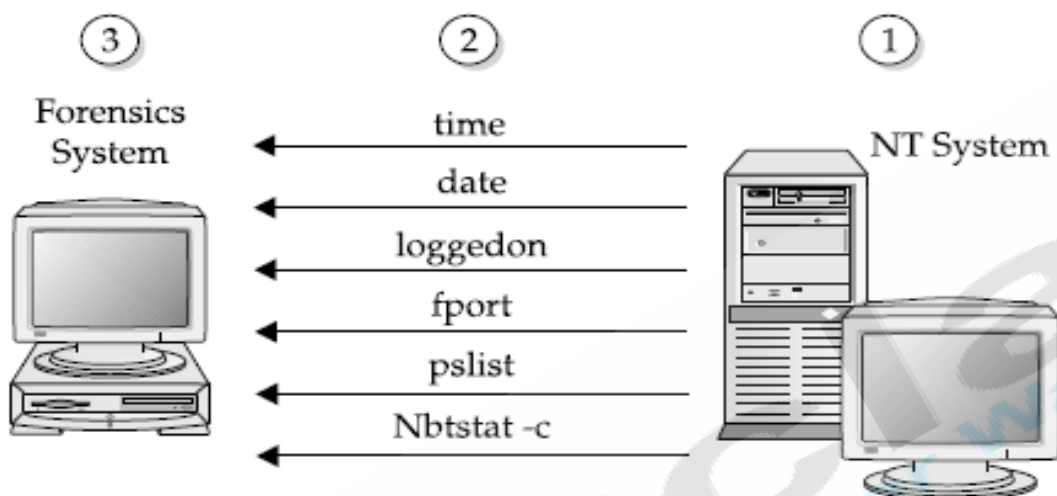 3
2
1
Forensics
System
NT System
time
date
loggedon
fport
pslist
Nbtstat -c